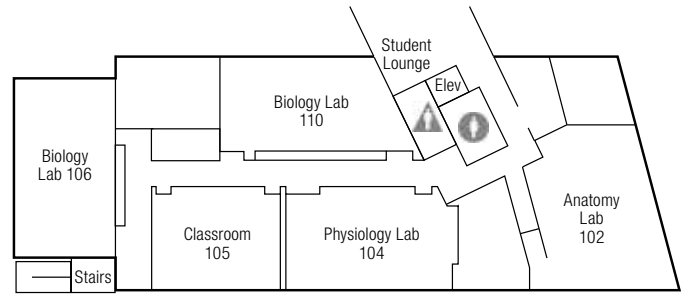 Student
Lounge
Elev
Biology Lab
110
Biology
Lab 106
Classroom
105
Physiology Lab
104
Anatomy
Lab
102
Stairs